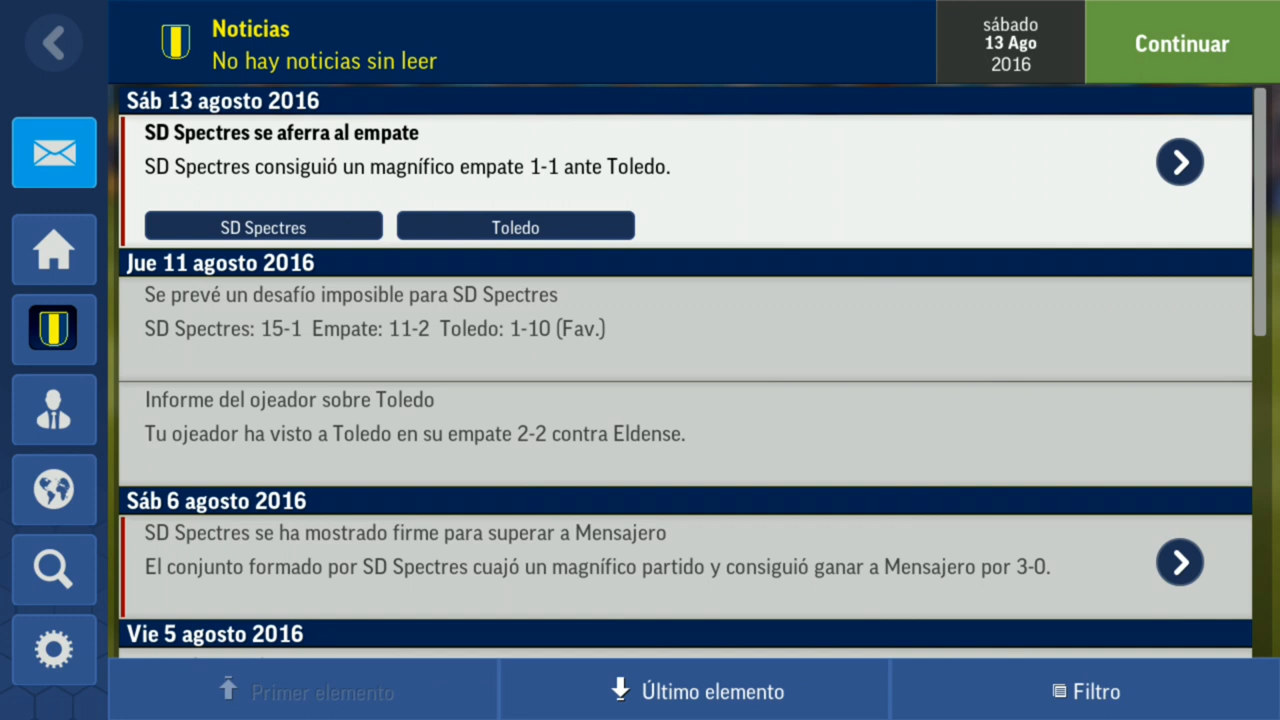 Noticias
No hay noticias sin leer
sábado
13 Ago
2016
Continuar
Sáb 13 agosto 2016
SD Spectres se aferra al empate
SD Spectres consiguió un magnífico empate 1-1 ante Toledo.
SD Spectres
Toledo
Jue 11 agosto 2016
Se prevé un desafío imposible para SD Spectres
SD Spectres: 15-1 Empate: 11-2 Toledo: 1-10 (Fav.)
Informe del ojeador sobre Toledo
Tu ojeador ha visto a Toledo en su empate 2-2 contra Eldense.
Sáb 6 agosto 2016
SD Spectres se ha mostrado firme para superar a Mensajero
El conjunto formado por SD Spectres cuajó un magnífico partido y consiguió ganar a Mensajero por 3-0.
Vie 5 agosto 2016
Primer elemento
Último elemento
Filtro